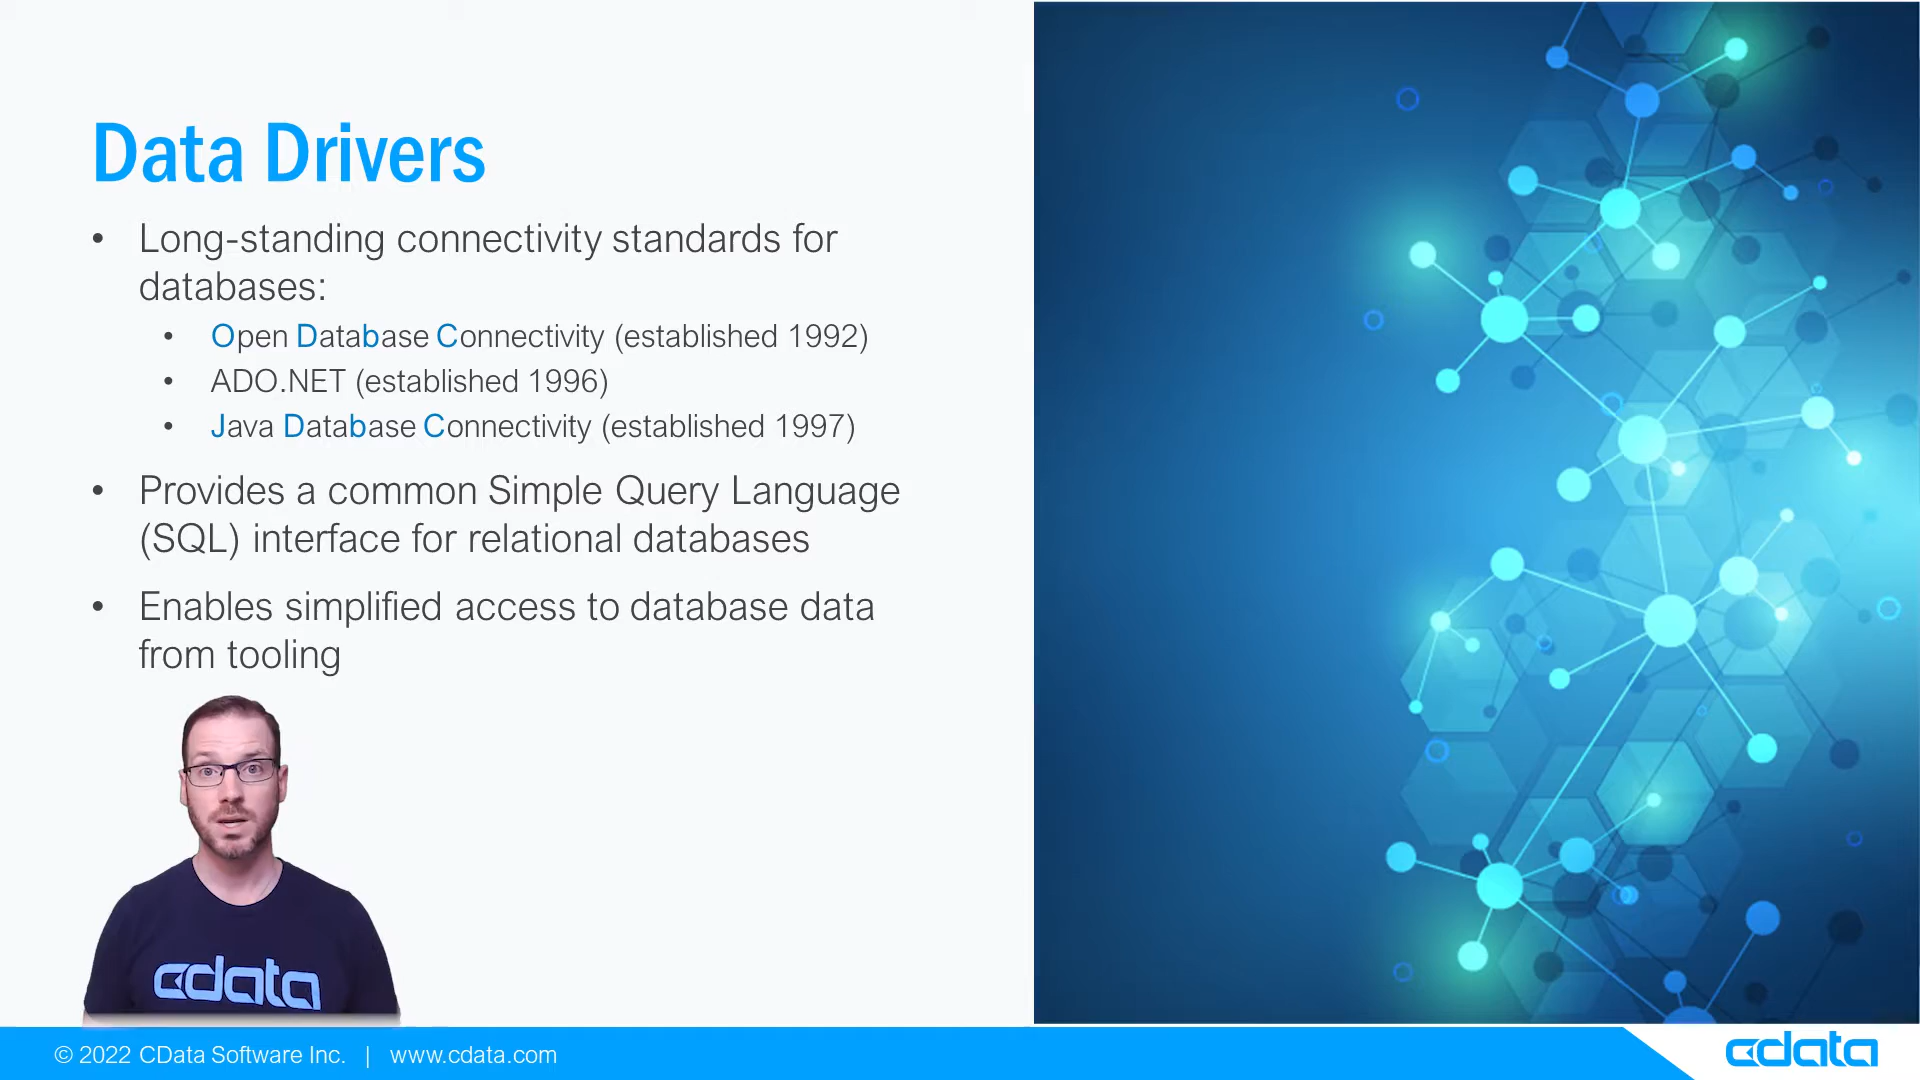 Data Drivers
• Long-standing connectivity standards for
databases:
• Open Database Connectivity (established 1992)
• ADO.NET (established 1996)
• Java Database Connectivity (established 1997)
• Provides a common Simple Query Language
(SQL) interface for relational databases
• Enables simplified access to database data
from tooling
cdata
© 2022 CData Software Inc. | www.cdata.com
cdata